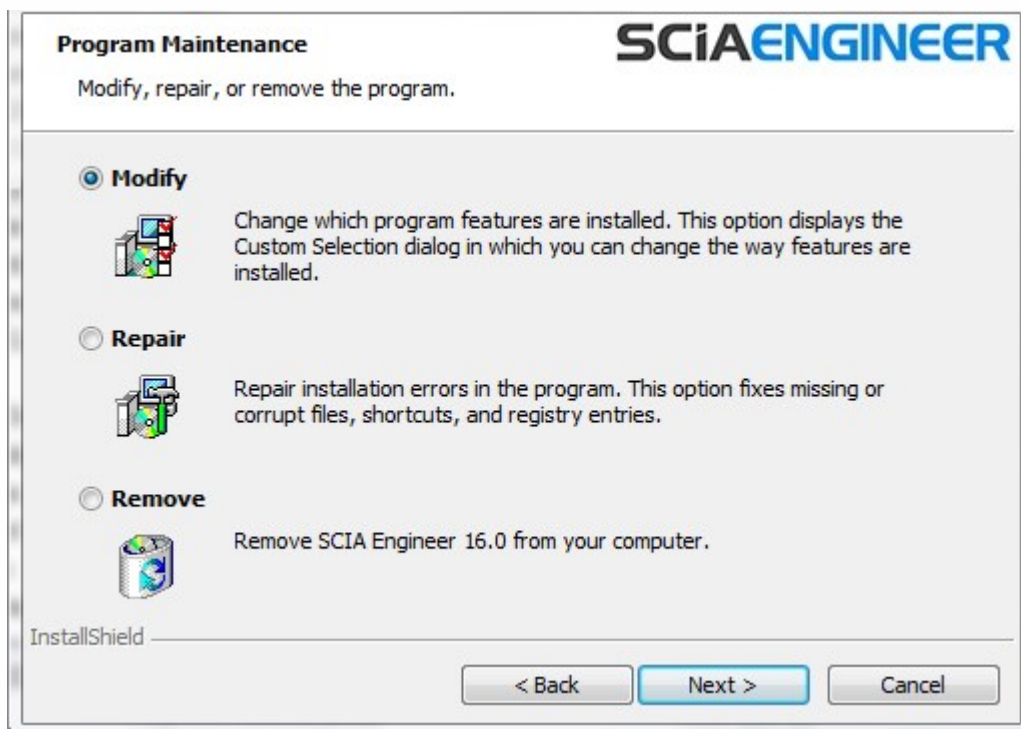 Program Maintenance
SCiAENGINEER
Modify, repair, or remove the program.
Modify
Change which program features are installed. This option displays the
Custom Selection dialog in which you can change the way features are
installed.
Repair
Repair installation errors in the program. This option fixes missing or
corrupt files, shortcuts, and registry entries.
Remove
Remove SCIA Engineer 16.0 from your computer.
InstallShield
< Back
Next >
Cancel